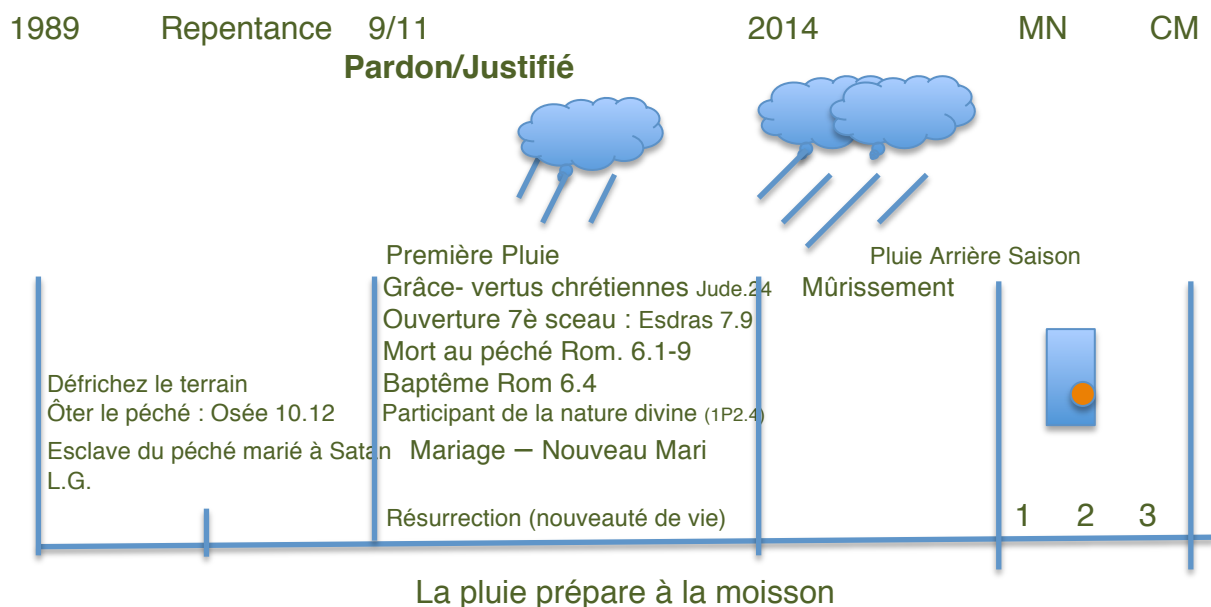 1989 Repentance 9/11 2014 MN CM
Pardon/Justifié
Première Pluie
Pluie Arrière Saison
Grâce- vertus chrétiennes Jude.24
Mûrissement
Ouverture 7è sceau : Esdras 7.9
Mort au péché Rom. 6.1-9
Défrichez le terrain
Baptême Rom 6.4
Ôter le péché : Osée 10.12
Participant de la nature divine (1P2.4)
Esclave du péché marié à Satan
Mariage – Nouveau Mari
L.G.
Résurrection (nouveauté de vie)
1 2 3
La pluie prépare à la moisson